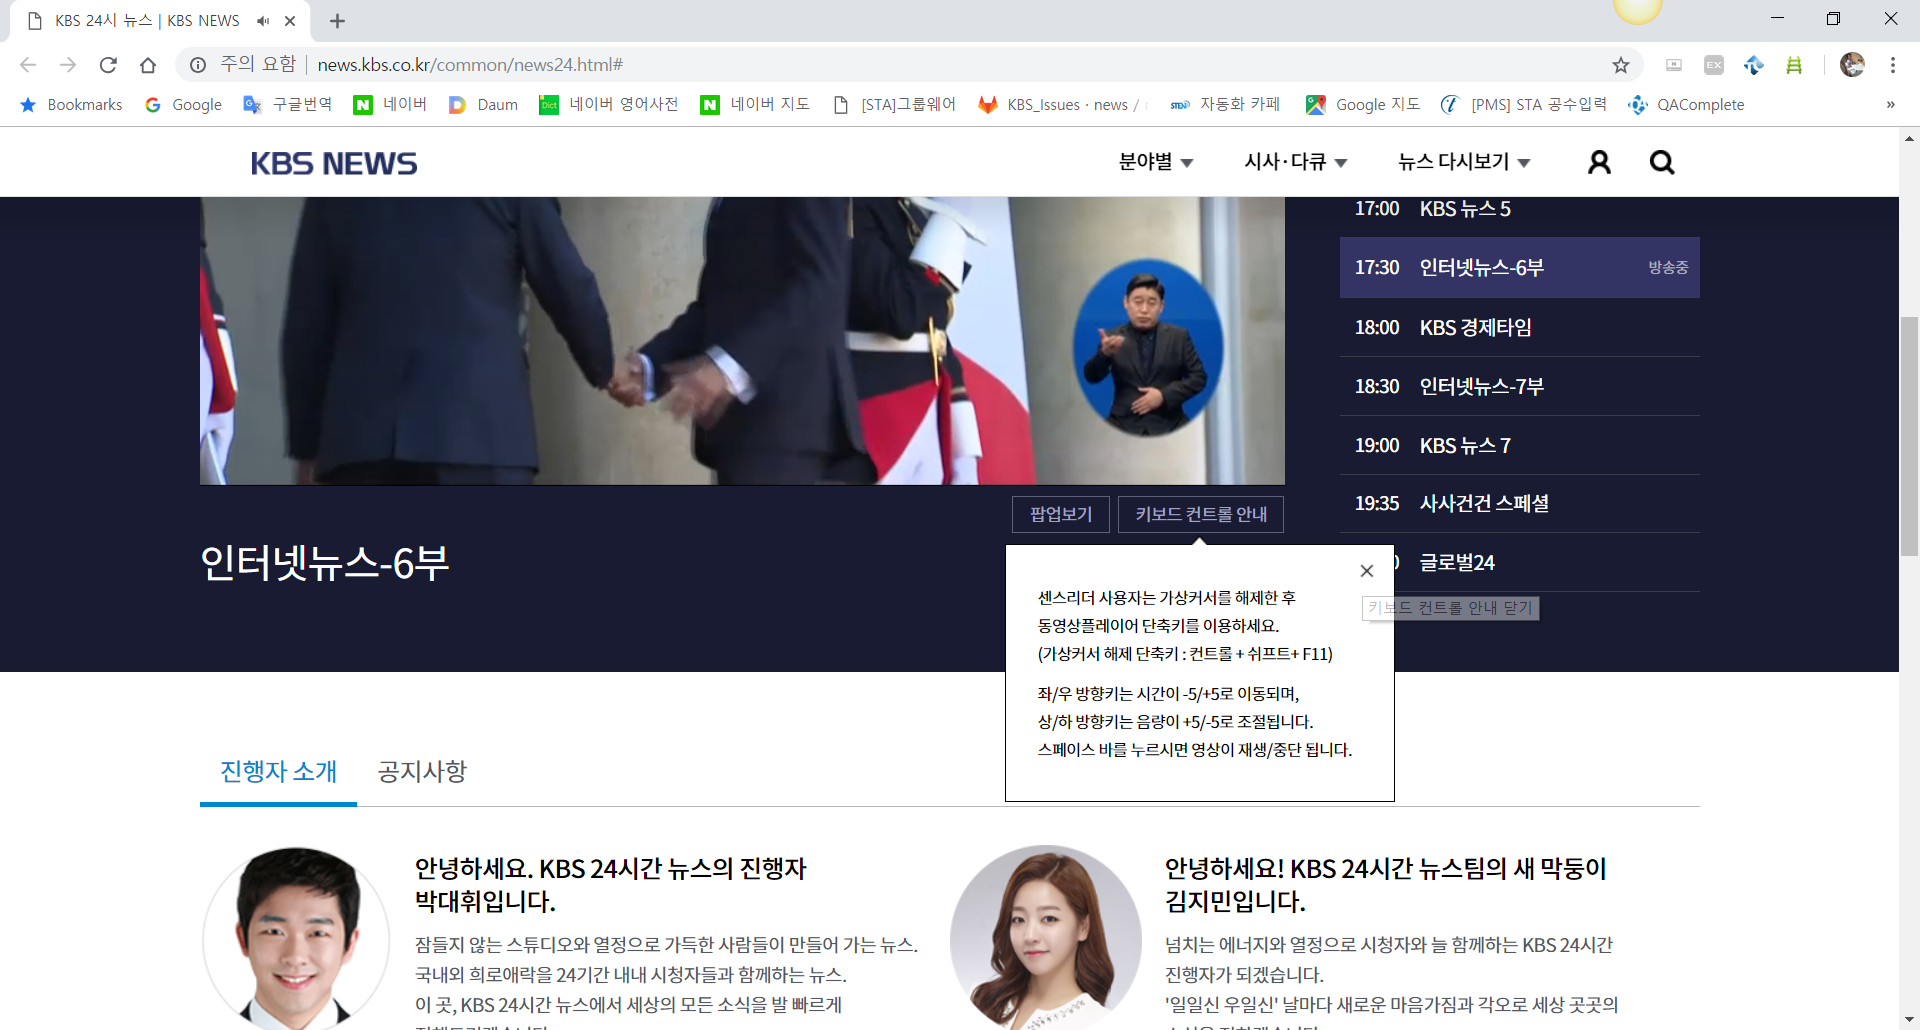 KBS 24시 뉴스 | KBS NEWS
주의 요함
news.kbs.co.kr/common/news24.html#
Bookmarks
Google
구글번역
네이버
Daum
네이버 영어사전
네이버 지도
[STA]그룹웨어
KBS_Issues · news /
자동화 카페
Google 지도
[PMS] STA 공수입력
QAComplete
»
KBS NEWS
분야별
시사·다큐
뉴스 다시보기
17:00 KBS 뉴스 5
17:30 인터넷뉴스-6부 방송중
18:00 KBS 경제타임
18:30 인터넷뉴스-7부
19:00 KBS 뉴스 7
19:35 사사건건 스페셜
글로벌24
팝업보기
키보드 컨트롤 안내
인터넷뉴스-6부
센스리더 사용자는 가상커서를 해제한 후
동영상플레이어 단축키를 이용하세요.
(가상커서 해제 단축키 : 컨트롤 + 쉬프트+ F11)
좌/우 방향키는 시간이 -5/+5로 이동되며,
상/하 방향키는 음량이 +5/-5로 조절됩니다.
스페이스 바를 누르시면 영상이 재생/중단 됩니다.
키보드 컨트롤 안내 닫기
진행자 소개
공지사항
안녕하세요. KBS 24시간 뉴스의 진행자
박대휘입니다.
잠들지 않는 스튜디오와 열정으로 가득한 사람들이 만들어 가는 뉴스.
국내외 희로애락을 24기간 내내 시청자들과 함께하는 뉴스.
이 곳, KBS 24시간 뉴스에서 세상의 모든 소식을 발 빠르게
안녕하세요! KBS 24시간 뉴스팀의 새 막둥이
김지민입니다.
넘치는 에너지와 열정으로 시청자와 늘 함께하는 KBS 24시간
진행자가 되겠습니다.
'일일신 우일신' 날마다 새로운 마음가짐과 각오로 세상 곳곳의